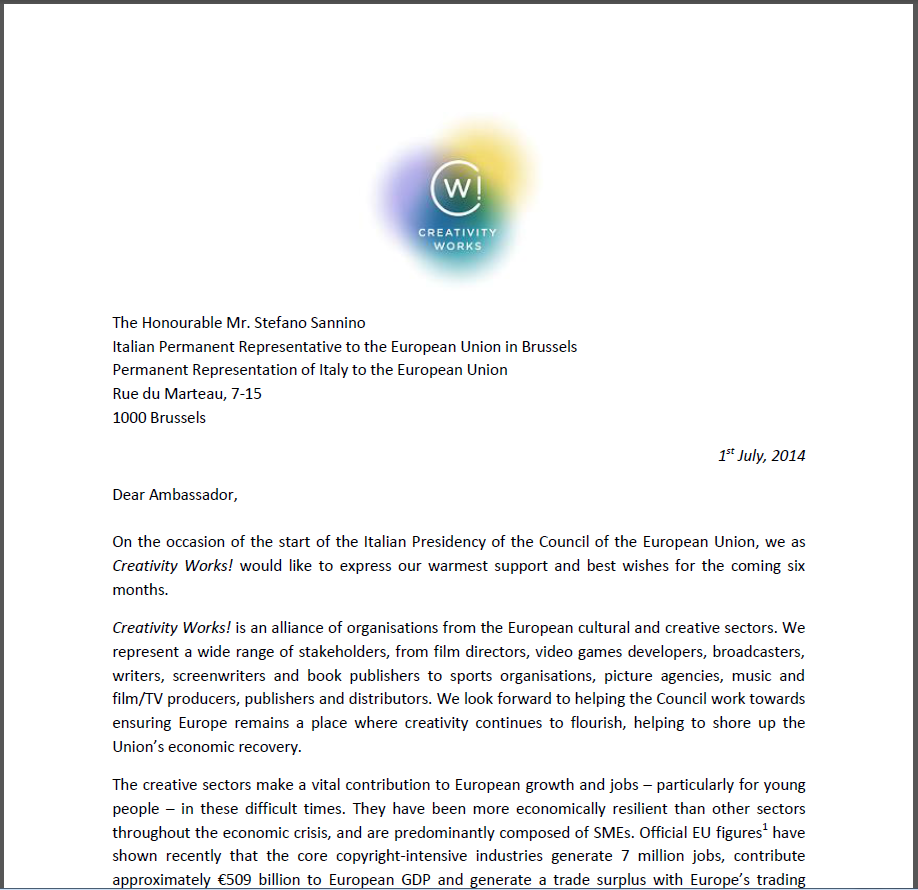 CW!
CREATIVITY
WORKS
The Honourable Mr. Stefano Sannino
Italian Permanent Representative to the European Union in Brussels
Permanent Representation of Italy to the European Union
Rue du Marteau, 7-15
1000 Brussels
1st July, 2014
Dear Ambassador,
On the occasion of the start of the Italian Presidency of the Council of the European Union, we as
Creativity Works! would like to express our warmest support and best wishes for the coming six
months.
Creativity Works! is an alliance of organisations from the European cultural and creative sectors. We
represent a wide range of stakeholders, from film directors, video games developers, broadcasters,
writers, screenwriters and book publishers to sports organisations, picture agencies, music and
film/TV producers, publishers and distributors. We look forward to helping the Council work towards
ensuring Europe remains a place where creativity continues to flourish, helping to shore up the
Union’s economic recovery.
The creative sectors make a vital contribution to European growth and jobs – particularly for young
people – in these difficult times. They have been more economically resilient than other sectors
throughout the economic crisis, and are predominantly composed of SMEs. Official EU figures1 have
shown recently that the core copyright-intensive industries generate 7 million jobs, contribute
approximately €509 billion to European GDP and generate a trade surplus with Europe’s trading